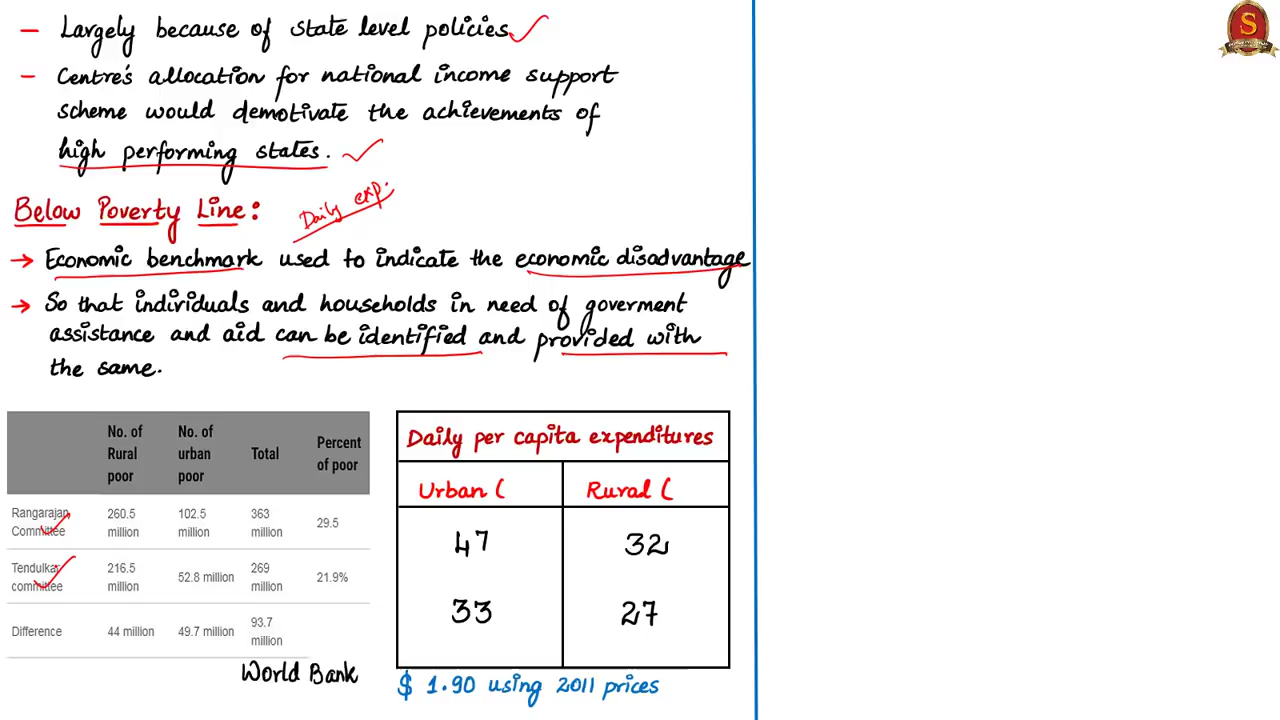 – Largely because of state level policies
– Centre's allocation for national income support
scheme would demotivate the achievements of
high performing states.
Below Poverty Line:
Daily exp.
→ Economic benchmark used to indicate the economic disadvantage
→ So that individuals and households in need of goverment
assistance and aid can be identified and provided with
the same.
No. of Rural poor No. of urban poor Total Percent of poor
Rangarajan Committee 260.5 million 102.5 million 363 million 29.5
Tendulkar committee 216.5 million 52.8 million 269 million 21.9%
Difference 44 million 49.7 million 93.7 million
World Bank
Daily per capita expenditures
Urban ( Rural (
47 32
33 27
$ 1.90 using 2011 prices
S